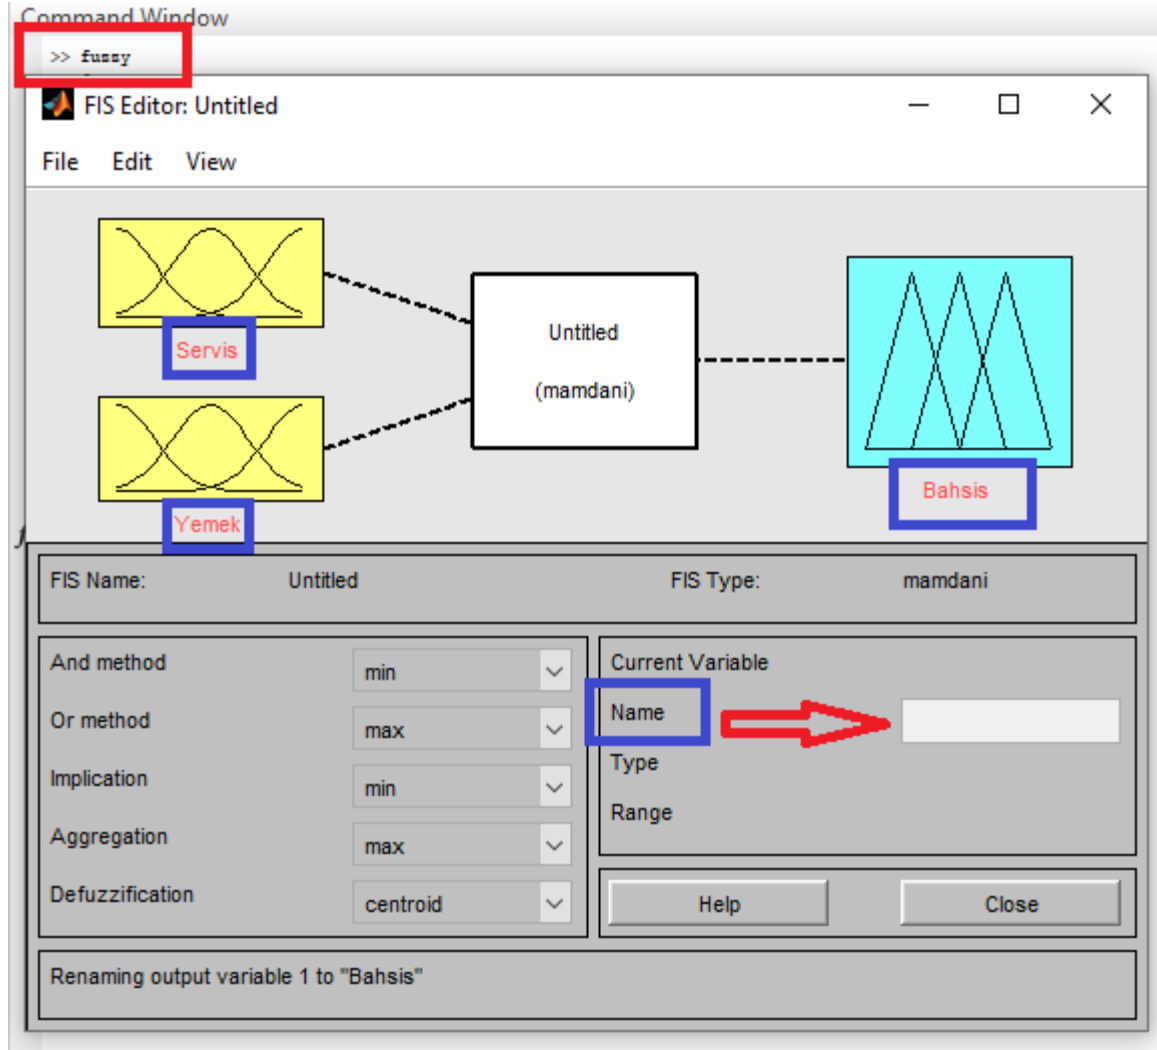 Command Window
>> fuzzy
FIS Editor: Untitled
File Edit View
Servis
Untitled
(mamdani)
Yemek
Bahsis
FIS Name: Untitled FIS Type: mamdani
And method min
Or method max
Implication min
Aggregation max
Defuzzification centroid
Current Variable
Name
Type
Range
Help Close
Renaming output variable 1 to "Bahsis"